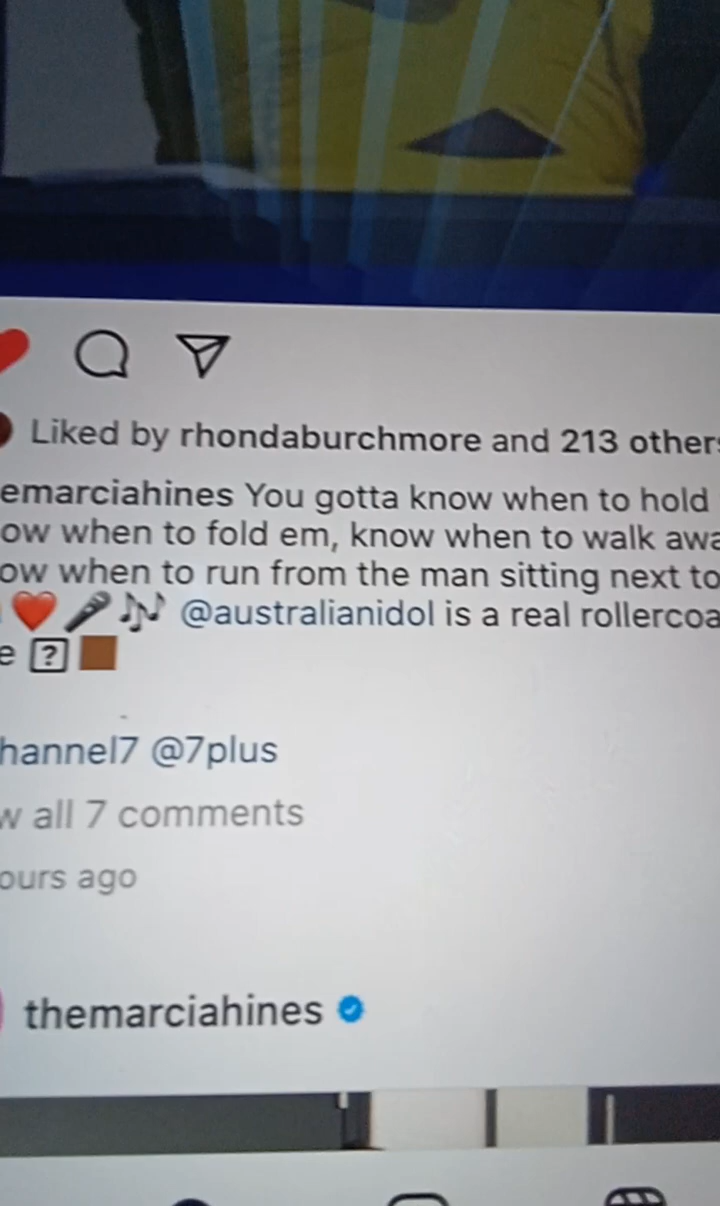 Liked by rhondaburchmore and 213 others
emarciahines You gotta know when to hold
ow when to fold em, know when to walk awa
ow when to run from the man sitting next to
❤️🎤🎶 @australianidol is a real rollercoa
e
hannel7 @7plus
w all 7 comments
ours ago
themarciahines